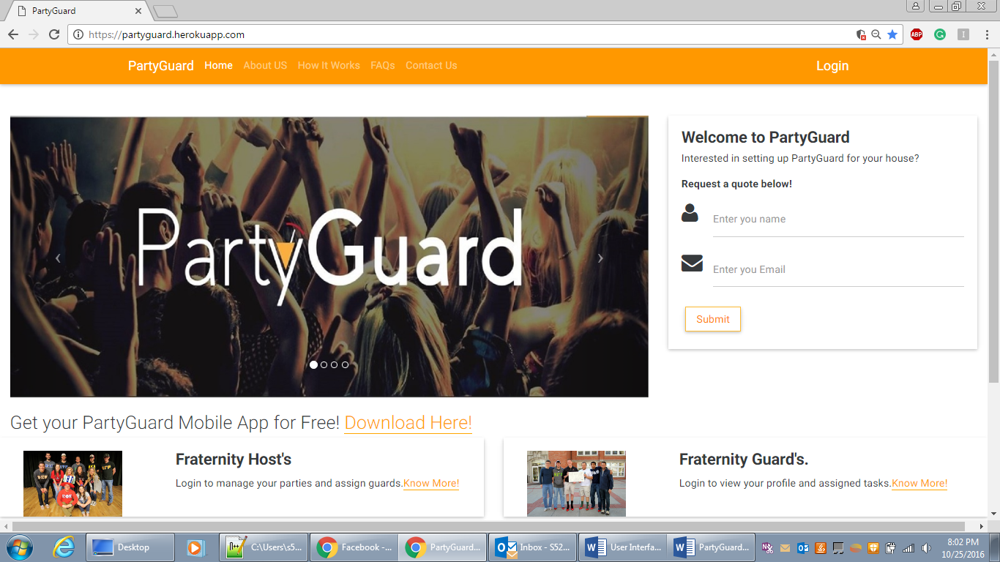 PartyGuard
https://partyguard.herokuapp.com
ABP
PartyGuard Home About US How It Works FAQs Contact Us Login
PartyGuard
Welcome to PartyGuard
Interested in setting up PartyGuard for your house?
Request a quote below!
Enter you name
Enter you Email
Submit
Get your PartyGuard Mobile App for Free! Download Here!
Fraternity Host's
Login to manage your parties and assign guards.Know More!
Fraternity Guard's.
Login to view your profile and assigned tasks.Know More!
Desktop
C:\Users\s5...
Facebook -...
PartyGuard...
Inbox - S52...
User Interfa...
PartyGuard...
8:02 PM
10/25/2016